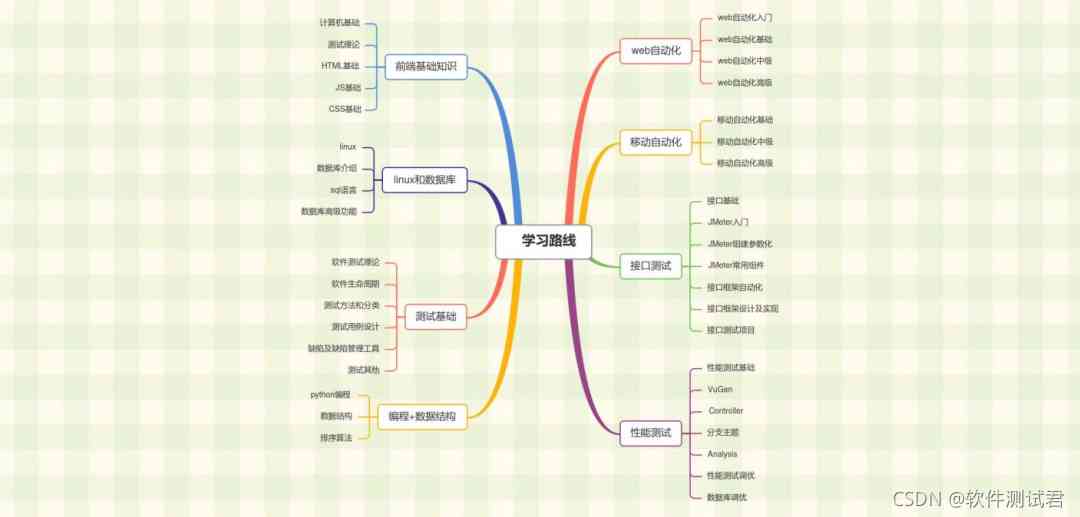 学习路线
前端基础知识
计算机基础
测试理论
HTML基础
JS基础
CSS基础
linux和数据库
linux
数据库介绍
sql语言
数据库高级功能
测试基础
软件测试理论
软件生命周期
测试方法和分类
测试用例设计
缺陷及缺陷管理工具
测试其他
编程+数据结构
python编程
数据结构
排序算法
web自动化
web自动化入门
web自动化基础
web自动化中级
web自动化高级
移动自动化
移动自动化基础
移动自动化中级
移动自动化高级
接口测试
接口基础
JMeter入门
JMeter组建参数化
JMeter常用组件
接口框架自动化
接口框架设计及实现
接口测试项目
性能测试
性能测试基础
VuGen
Controller
分支主题
Analysis
性能测试调优
数据库调优
CSDN @软件测试君